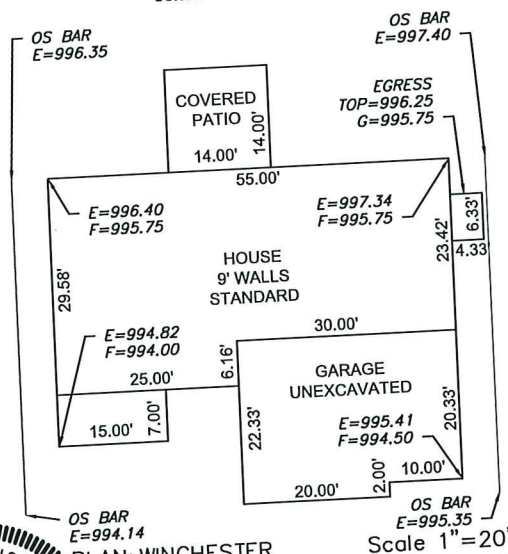 OS BAR
E=996.35
OS BAR
E=997.40
COVERED
PATIO
14.00'
14.00'
EGRESS
TOP=996.25
G=995.75
55.00'
E=996.40
F=995.75
E=997.34
F=995.75
6.33'
4.33
23.42'
29.58'
HOUSE
9' WALLS
STANDARD
30.00'
E=994.82
F=994.00
6.16'
25.00'
GARAGE
UNEXCAVATED
15.00'
7.00'
22.33'
20.33'
E=995.41
F=994.50
10.00'
2.00'
20.00'
OS BAR
E=994.14
OS BAR
E=995.35
PLAN: WINCHESTER
Scale 1"=20'